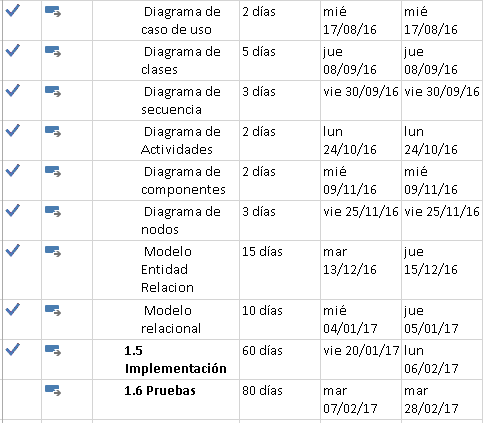 Diagrama de 2 días mié mié
caso de uso 17/08/16 17/08/16
Diagrama de 5 días jue jue
clases 08/09/16 08/09/16
Diagrama de 3 días vie 30/09/16 vie 30/09/16
secuencia
Diagrama de 2 días lun lun
Actividades 24/10/16 24/10/16
Diagrama de 2 días mié mié
componentes 09/11/16 09/11/16
Diagrama de 3 días vie 25/11/16 vie 25/11/16
nodos
Modelo 15 días mar jue
Entidad 13/12/16 15/12/16
Relacion
Modelo 10 días mié jue
relacional 04/01/17 05/01/17
1.5 60 días vie 20/01/17 lun
Implementación 06/02/17
1.6 Pruebas 80 días mar mar
07/02/17 28/02/17